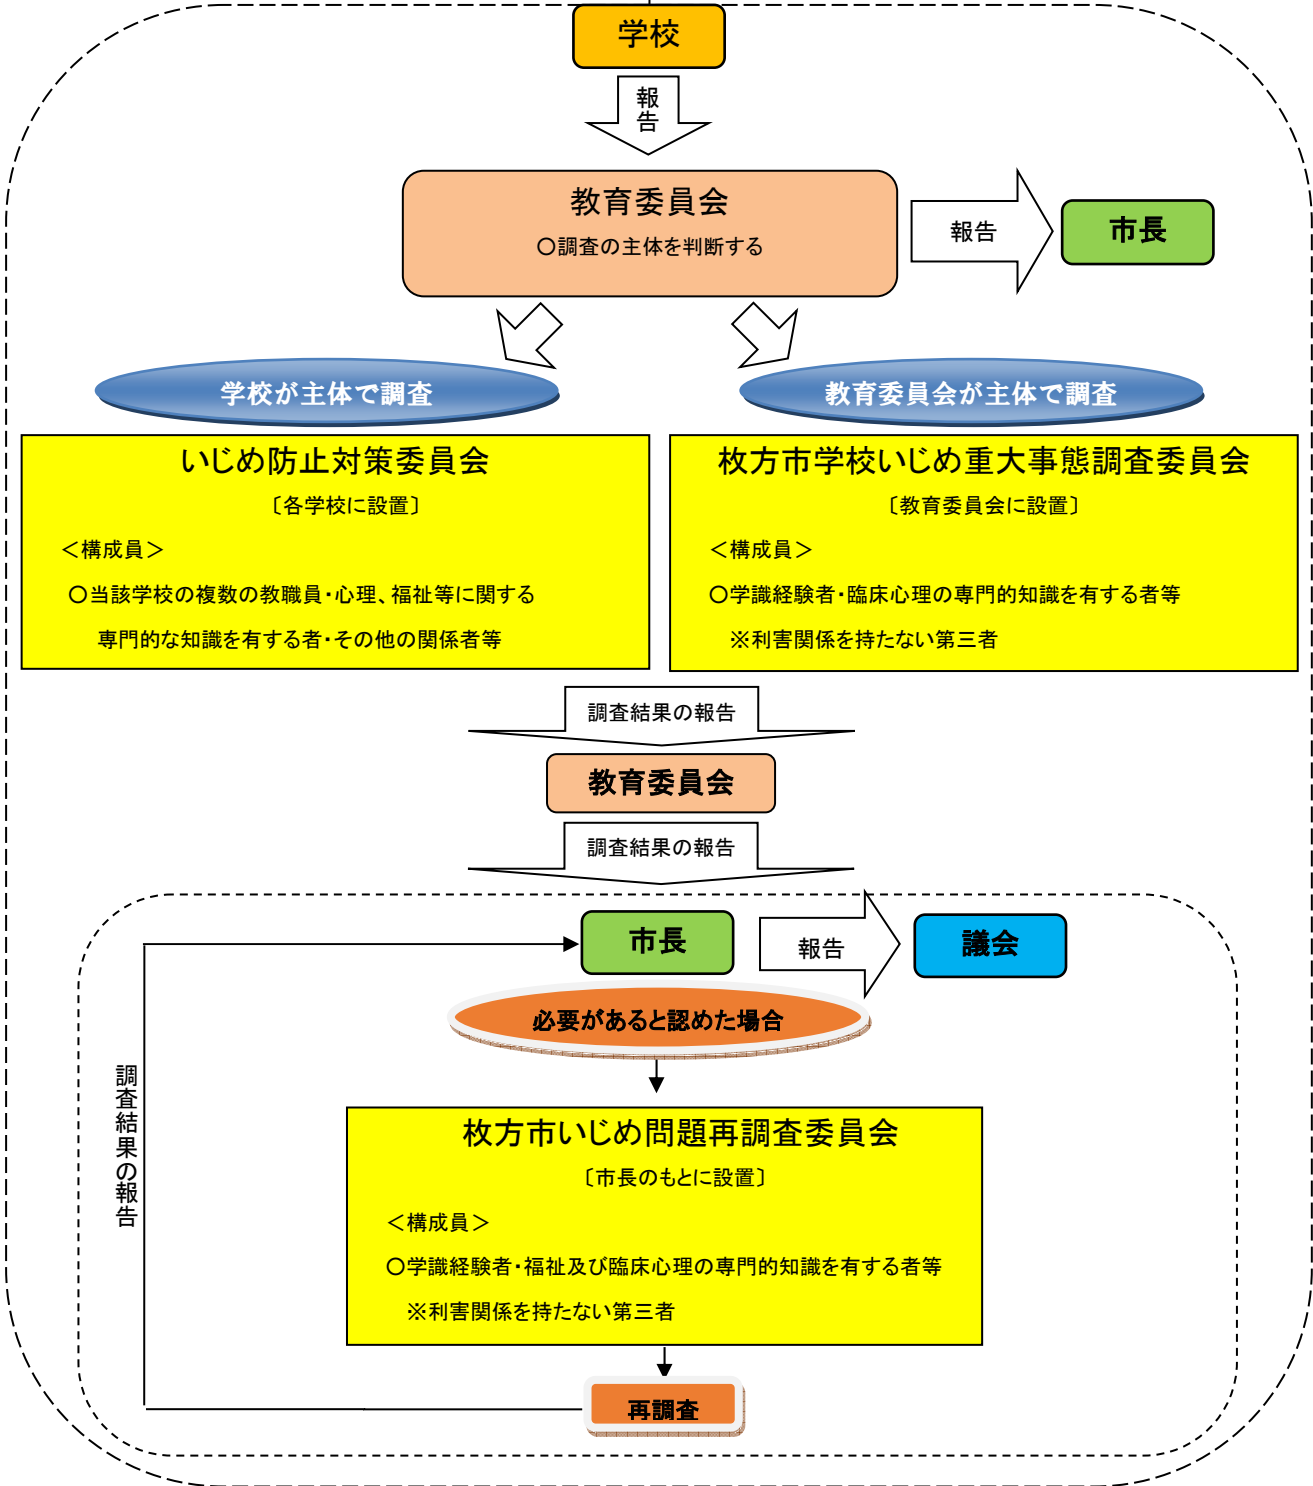 学校
報告
教育委員会
〇調査の主体を判断する
報告
市長
学校が主体で調査
教育委員会が主体で調査
いじめ防止対策委員会
〔各学校に設置〕
＜構成員＞
〇当該学校の複数の教職員・心理、福祉等に関する
専門的な知識を有する者・その他の関係者等
枚方市学校いじめ重大事態調査委員会
〔教育委員会に設置〕
＜構成員＞
〇学識経験者・臨床心理の専門的知識を有する者等
※利害関係を持たない第三者
調査結果の報告
教育委員会
調査結果の報告
市長
報告
議会
必要があると認めた場合
調査結果の報告
枚方市いじめ問題再調査委員会
〔市長のもとに設置〕
＜構成員＞
〇学識経験者・福祉及び臨床心理の専門的知識を有する者等
※利害関係を持たない第三者
再調査